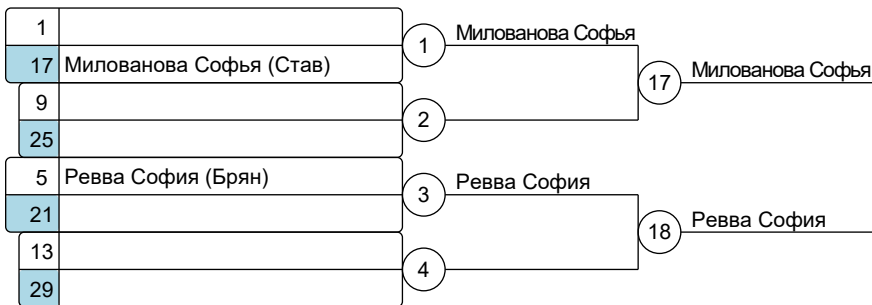 1
17 Милованова Софья (Став)
1 Милованова Софья
17 Милованова Софья
9
25
2
5 Ревва София (Брян)
21
3 Ревва София
18 Ревва София
13
29
4